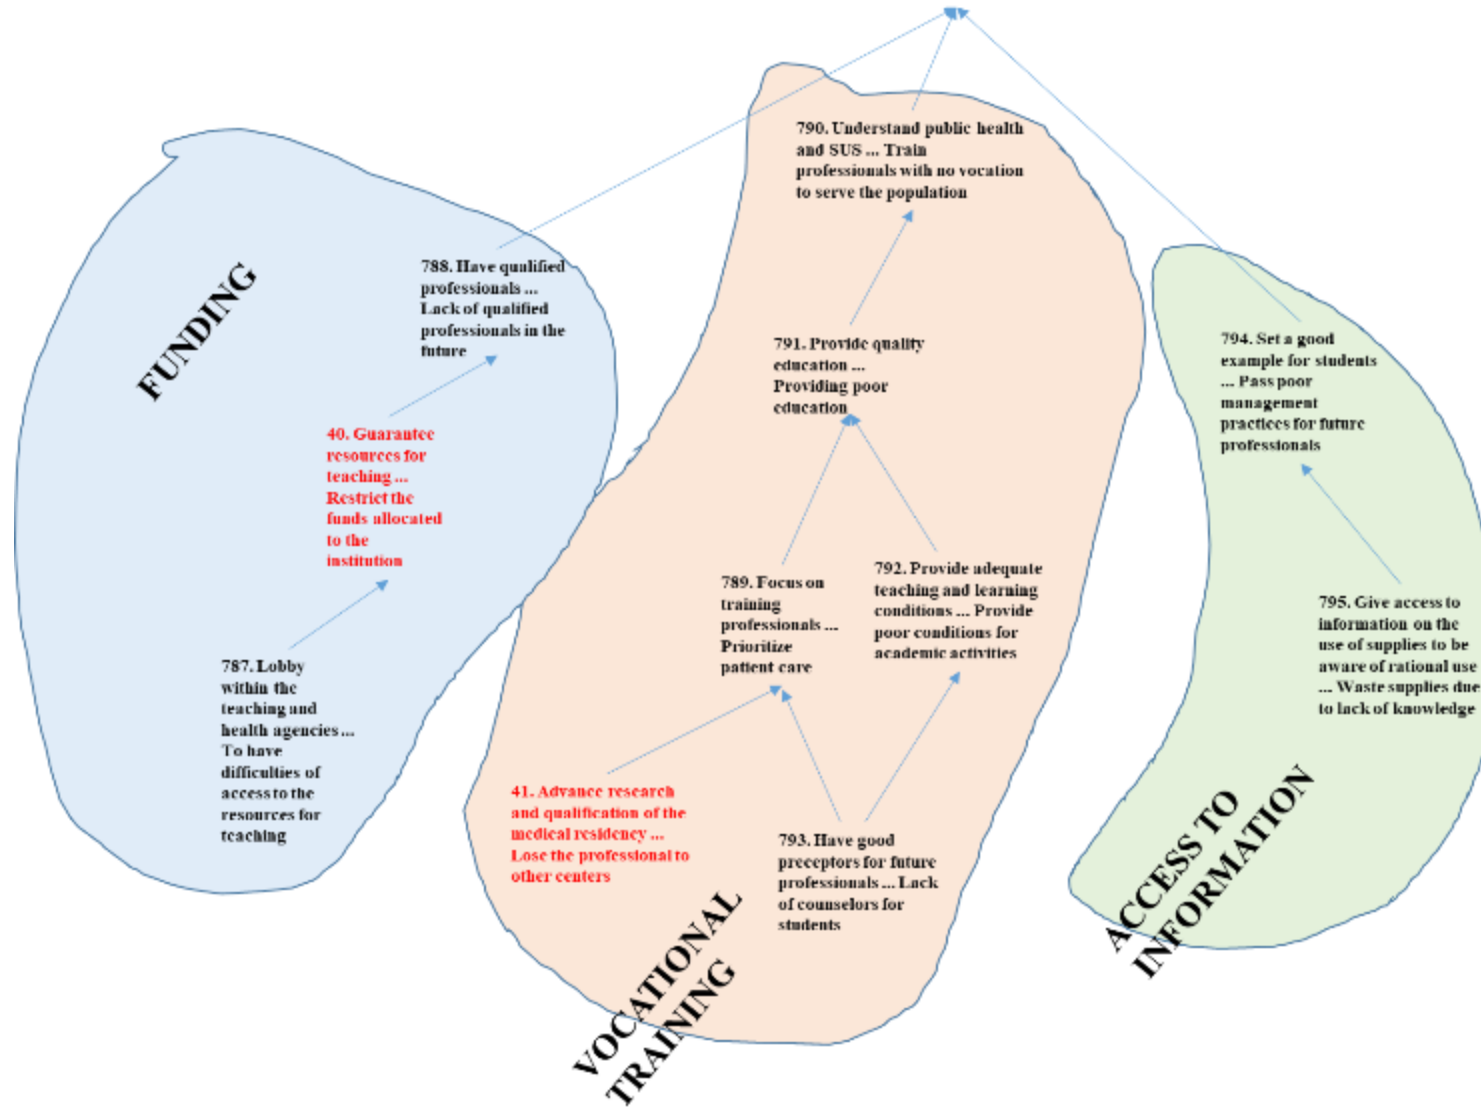 790. Understand public health
and SUS ... Train
professionals with no vocation
to serve the population
FUNDING
788. Have qualified
professionals ...
Lack of qualified
professionals in the
future
791. Provide quality
education ...
Providing poor
education
794. Set a good
example for students
... Pass poor
management
practices for future
professionals
40. Guarantee
resources for
teaching ...
Restrict the
funds allocated
to the
institution
789. Focus on
training
professionals ...
Prioritize
patient care
792. Provide adequate
teaching and learning
conditions ... Provide
poor conditions for
academic activities
795. Give access to
information on the
use of supplies to be
aware of rational use
... Waste supplies due
to lack of knowledge
787. Lobby
within the
teaching and
health agencies ...
To have
difficulties of
access to the
resources for
teaching
41. Advance research
and qualification of the
medical residency ...
Lose the professional to
other centers
793. Have good
preceptors for future
professionals ... Lack
of counselors for
students
VOCATIONAL
TRAINING
ACCESS TO
INFORMATION